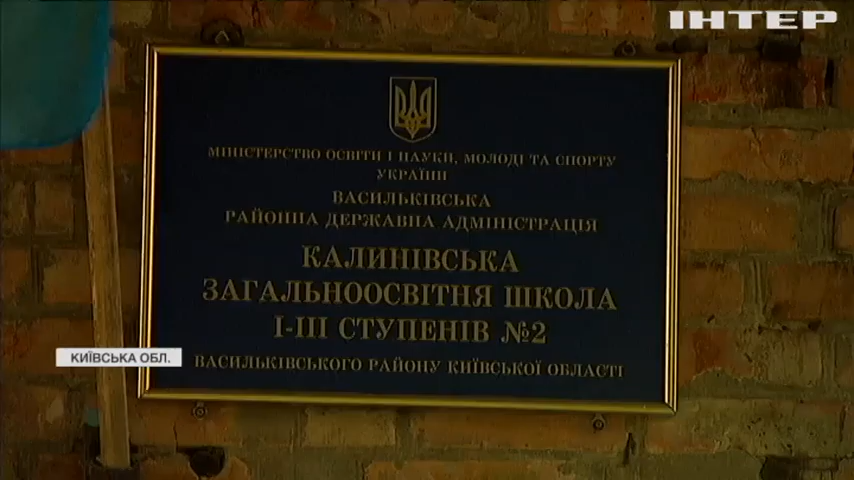 ІНТЕР
МІНІСТЕРСТВО ОСВІТИ І НАУКИ, МОЛОДІ ТА СПОРТУ
УКРАЇНИ
ВАСИЛЬКІВСЬКА
РАЙОННА ДЕРЖАВНА АДМІНІСТРАЦІЯ
КАЛИНІВСЬКА
ЗАГАЛЬНООСВІТНЯ ШКОЛА
І-ІІІ СТУПЕНІВ №2
ВАСИЛЬКІВСЬКОГО РАЙОНУ КИЇВСЬКОЇ ОБЛАСТІ
КИЇВСЬКА ОБЛ.